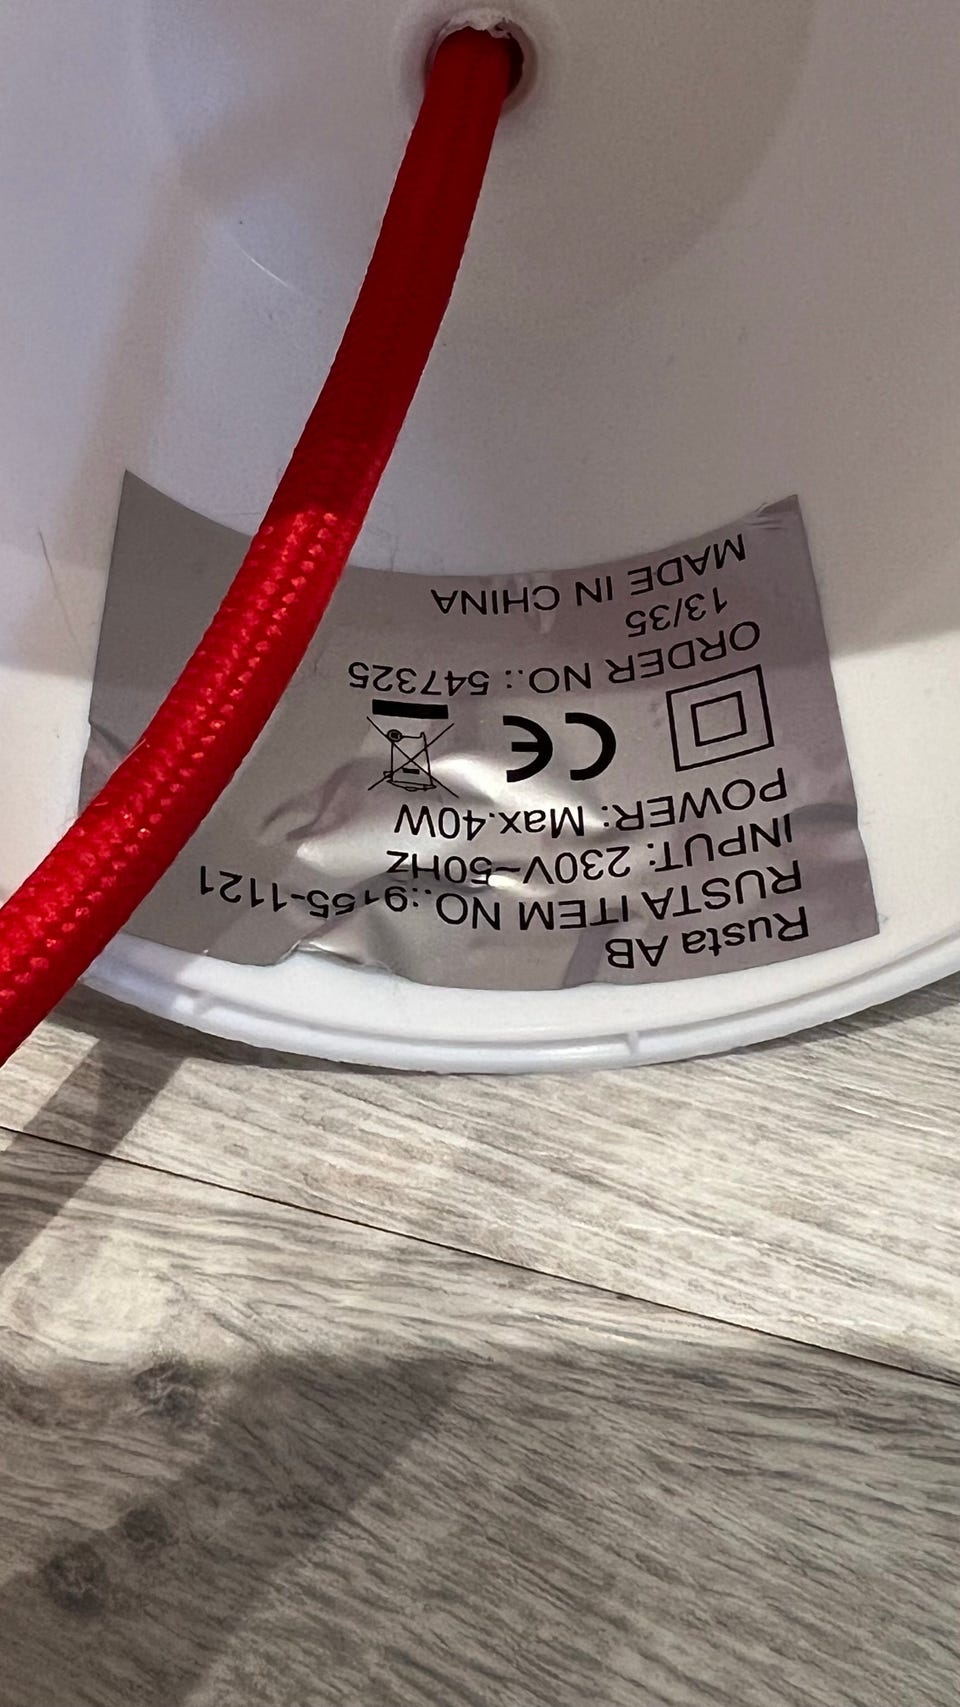 Rusta AB
RUSTA ITEM NO.:9155-1121
INPUT: 230V~50HZ
POWER: Max.40W
CE
ORDER NO.: 547325
13/35
MADE IN CHINA